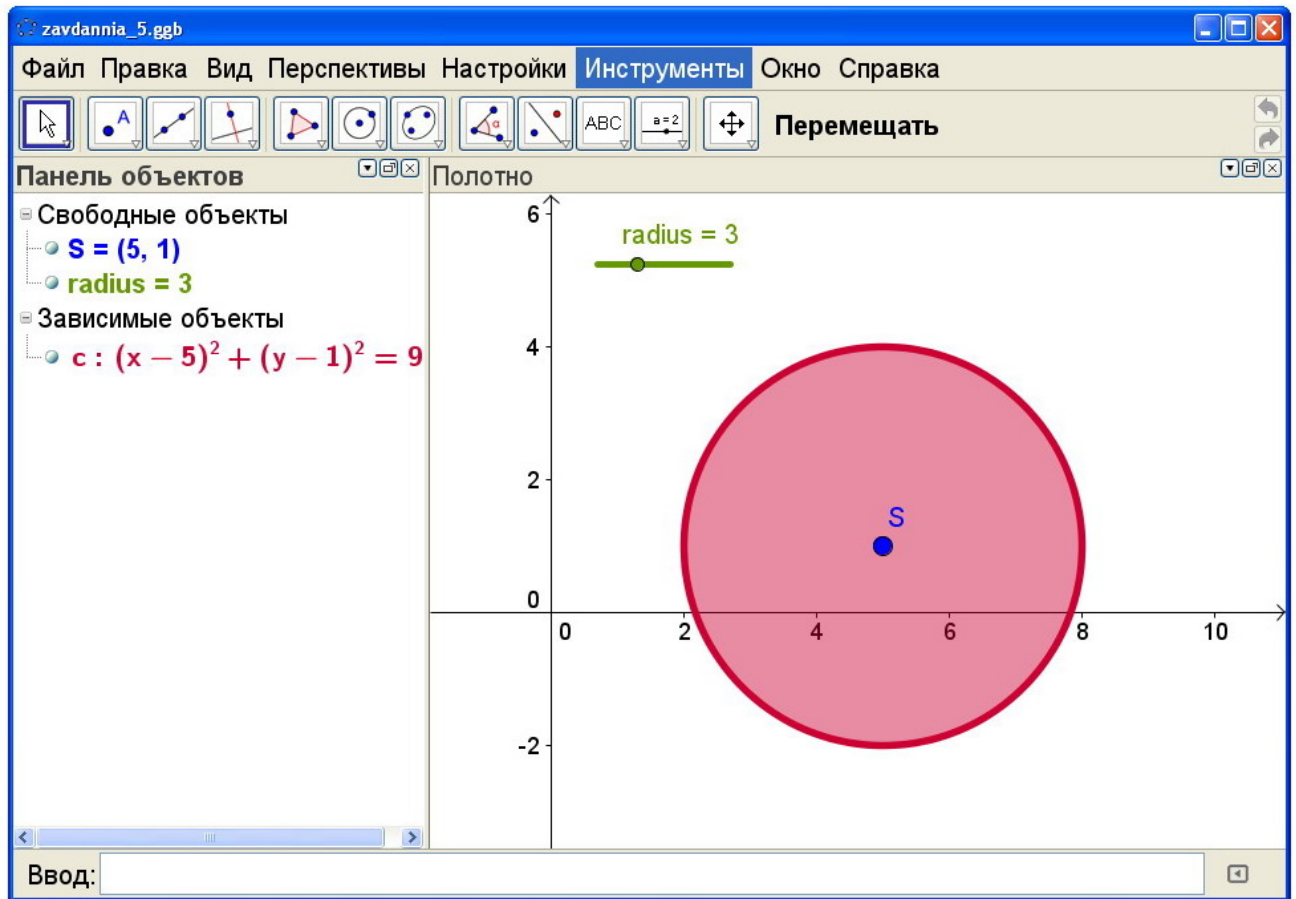 zavdannia_5.ggb
Файл Правка Вид Перспективы Настройки Инструменты Окно Справка
A α ABC a=2 Перемещать
Панель объектов
Свободные объекты
S = (5, 1)
radius = 3
Зависимые объекты
c : (x − 5)² + (y − 1)² = 9
Полотно
radius = 3
6
4
2
0
-2
S
0 2 4 6 8 10
Ввод: